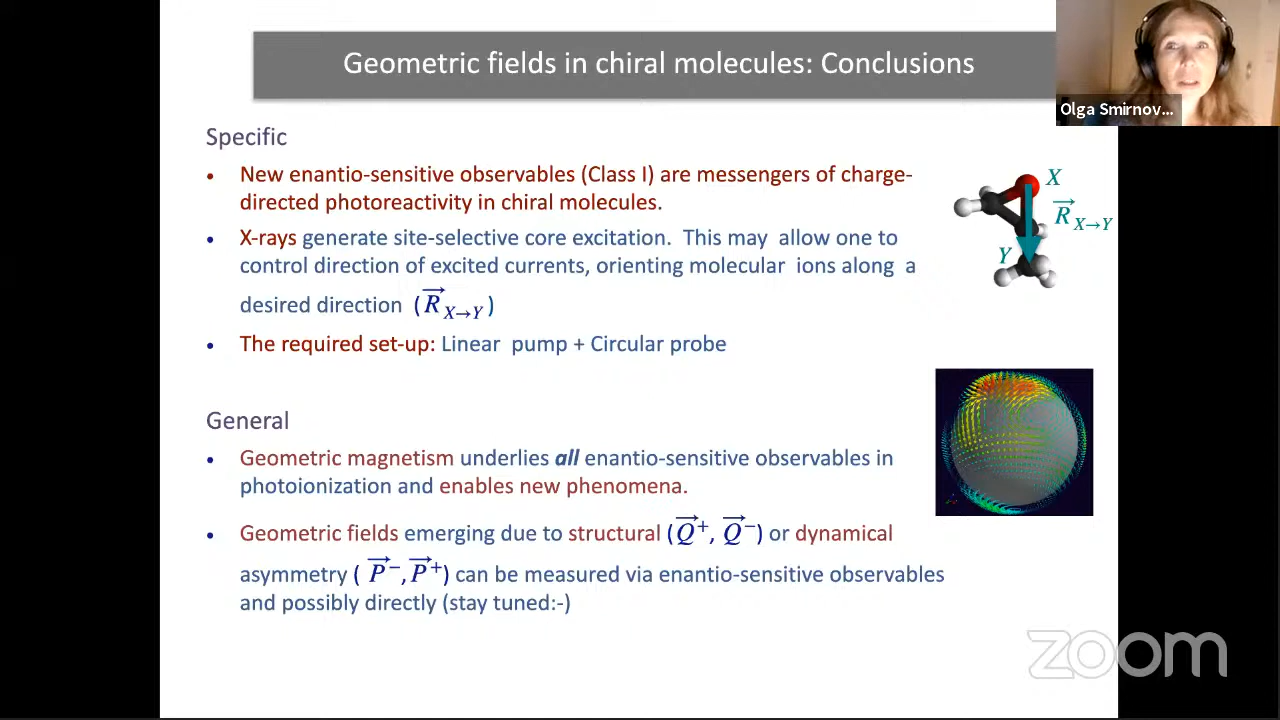 Geometric fields in chiral molecules: Conclusions
Olga Smirnov...
Specific
• New enantio-sensitive observables (Class I) are messengers of charge-
directed photoreactivity in chiral molecules.
• X-rays generate site-selective core excitation. This may allow one to
control direction of excited currents, orienting molecular ions along a
desired direction (R⃗ X→Y)
• The required set-up: Linear pump + Circular probe
X
R⃗ X→Y
Y
General
• Geometric magnetism underlies all enantio-sensitive observables in
photoionization and enables new phenomena.
• Geometric fields emerging due to structural (Q⃗⁺, Q⃗⁻) or dynamical
asymmetry ( P⃗⁻,P⃗⁺) can be measured via enantio-sensitive observables
and possibly directly (stay tuned:-)
zoom